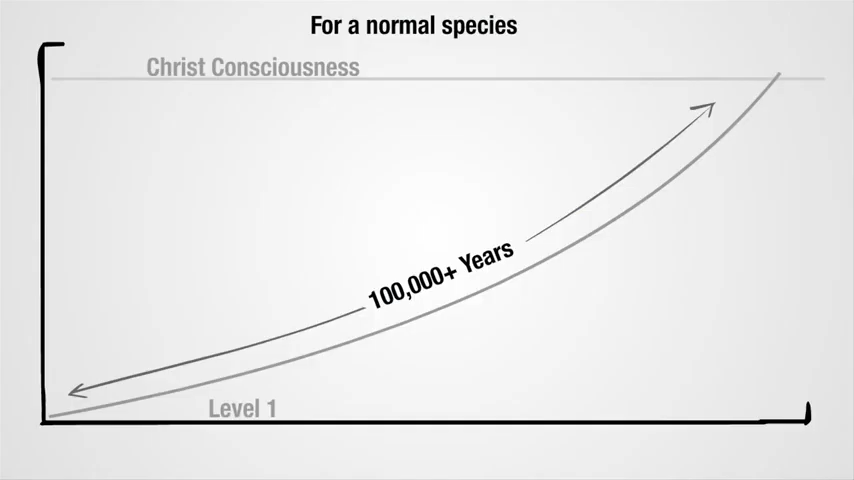 For a normal species
Christ Consciousness
100,000+ Years
Level 1